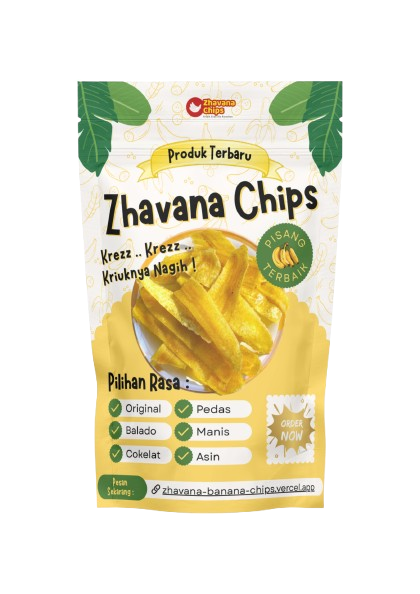 Zhavana
Chips
Produk Terbaru
Zhavana Chips
Krezz .. Krezz ..
Kriuknya Nagih !
PISANG
TERBAIK
Pilihan Rasa :
Original
Pedas
Balado
Manis
Cokelat
Asin
ORDER
NOW
Pesan
Sekarang :
zhavana-banana-chips.vercel.app